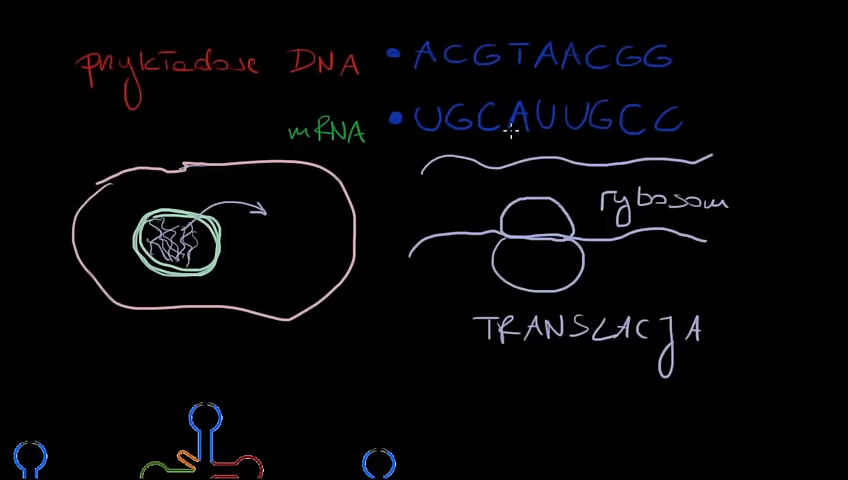 przykładowe DNA • ACGTAACGG
mRNA • UGCAUUGCC
rybosom
TRANSLACJA